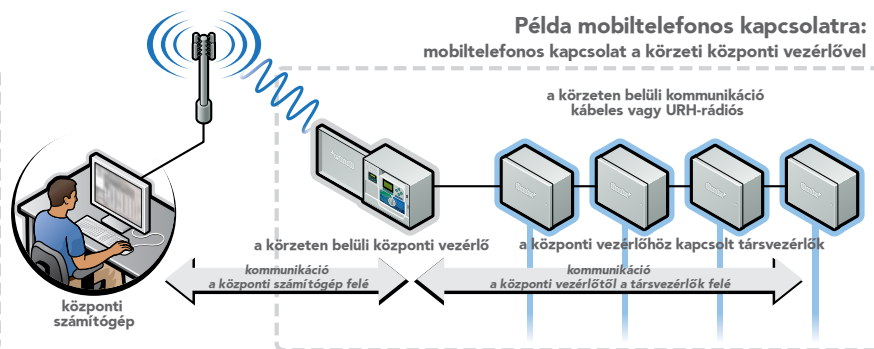 Példa mobiltelefonos kapcsolatra:
mobiltelefonos kapcsolat a körzeti központi vezérlővel
a körzeten belüli kommunikáció
kábeles vagy URH-rádiós
a körzeten belüli központi vezérlő
a központi vezérlőhöz kapcsolt társvezérlők
kommunikáció
a központi számítógép felé
kommunikáció
a központi vezérlőtől a társvezérlők felé
központi
számítógép